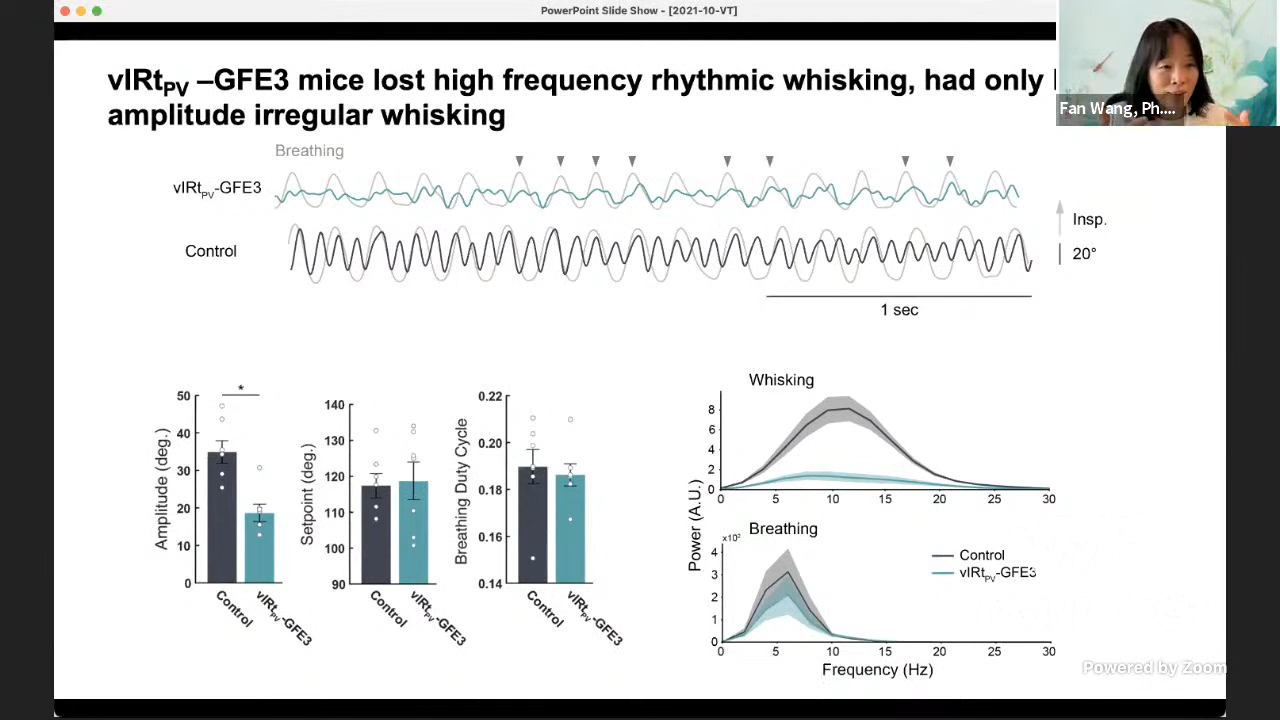 PowerPoint Slide Show - [2021-10-VT]
Fan Wang, Ph....
vIRtPV –GFE3 mice lost high frequency rhythmic whisking, had only
amplitude irregular whisking
Breathing
vIRtPV-GFE3
Control
Insp.
20°
1 sec
Amplitude (deg.)
50
40
30
20
10
0
*
Control
vIRtPV-GFE3
Setpoint (deg.)
140
130
120
110
100
90
Control
vIRtPV-GFE3
Breathing Duty Cycle
0.22
0.20
0.18
0.16
0.14
Control
vIRtPV-GFE3
Whisking
8
6
4
2
0
0 5 10 15 20 25 30
Power (A.U.)
Breathing
x10²
4
3
2
1
0
0 5 10 15 20 25 30
Frequency (Hz)
Control
vIRtPV-GFE3
Powered by Zoom